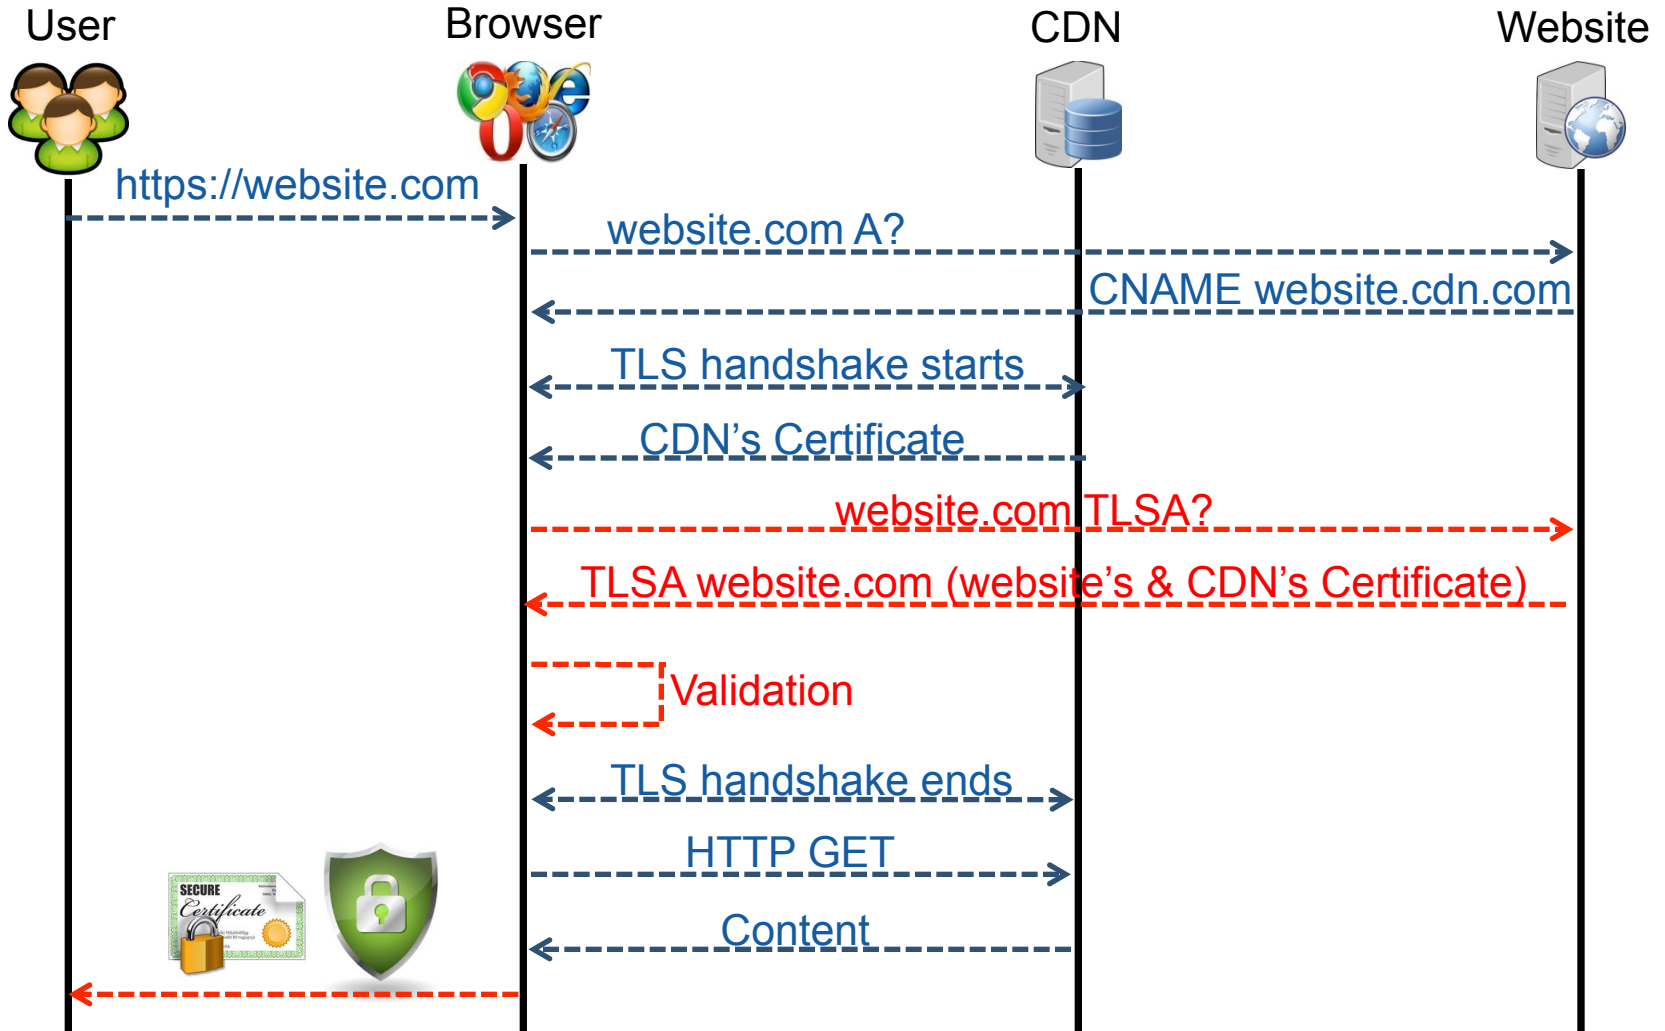 User
Browser
CDN
Website
https://website.com
website.com A?
CNAME website.cdn.com
TLS handshake starts
CDN’s Certificate
website.com TLSA?
TLSA website.com (website’s & CDN’s Certificate)
Validation
TLS handshake ends
HTTP GET
SECURE
Certificate
Content